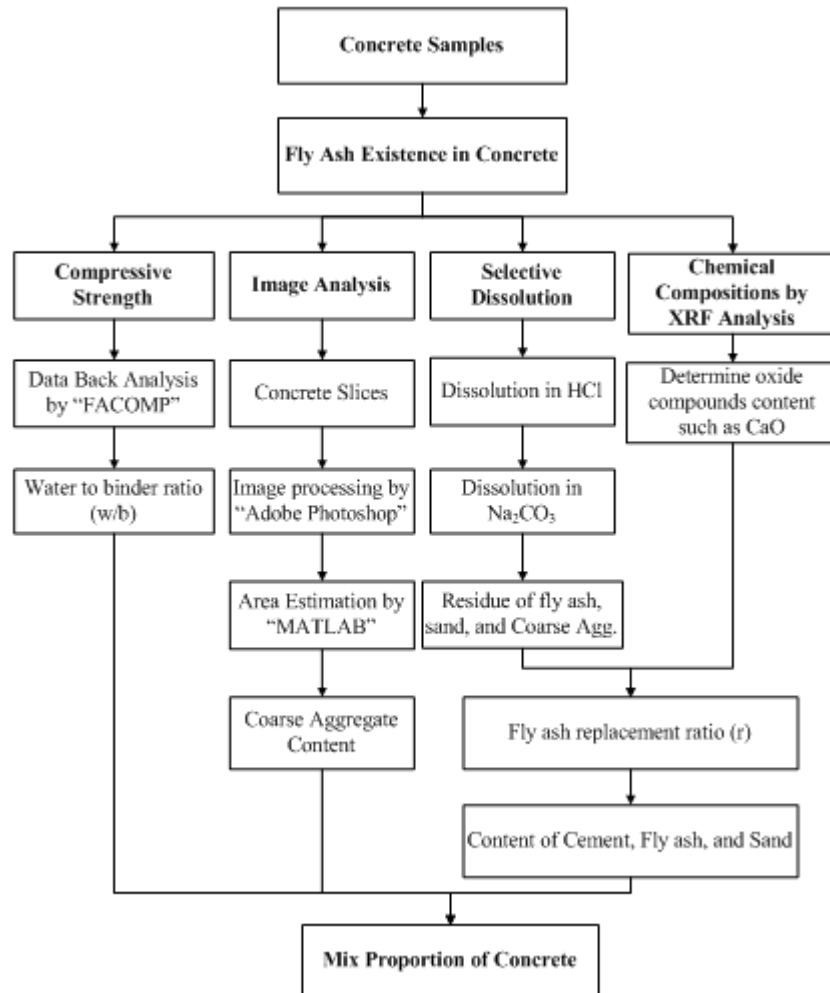 Concrete Samples
Fly Ash Existence in Concrete
Compressive
Strength
Image Analysis
Selective
Dissolution
Chemical
Compositions by
XRF Analysis
Data Back Analysis
by “FACOMP”
Concrete Slices
Dissolution in HCl
Determine oxide
compounds content
such as CaO
Water to binder ratio
(w/b)
Image processing by
“Adobe Photoshop”
Dissolution in
Na₂CO₃
Area Estimation by
“MATLAB”
Residue of fly ash,
sand, and Coarse Agg.
Coarse Aggregate
Content
Fly ash replacement ratio (r)
Content of Cement, Fly ash, and Sand
Mix Proportion of Concrete